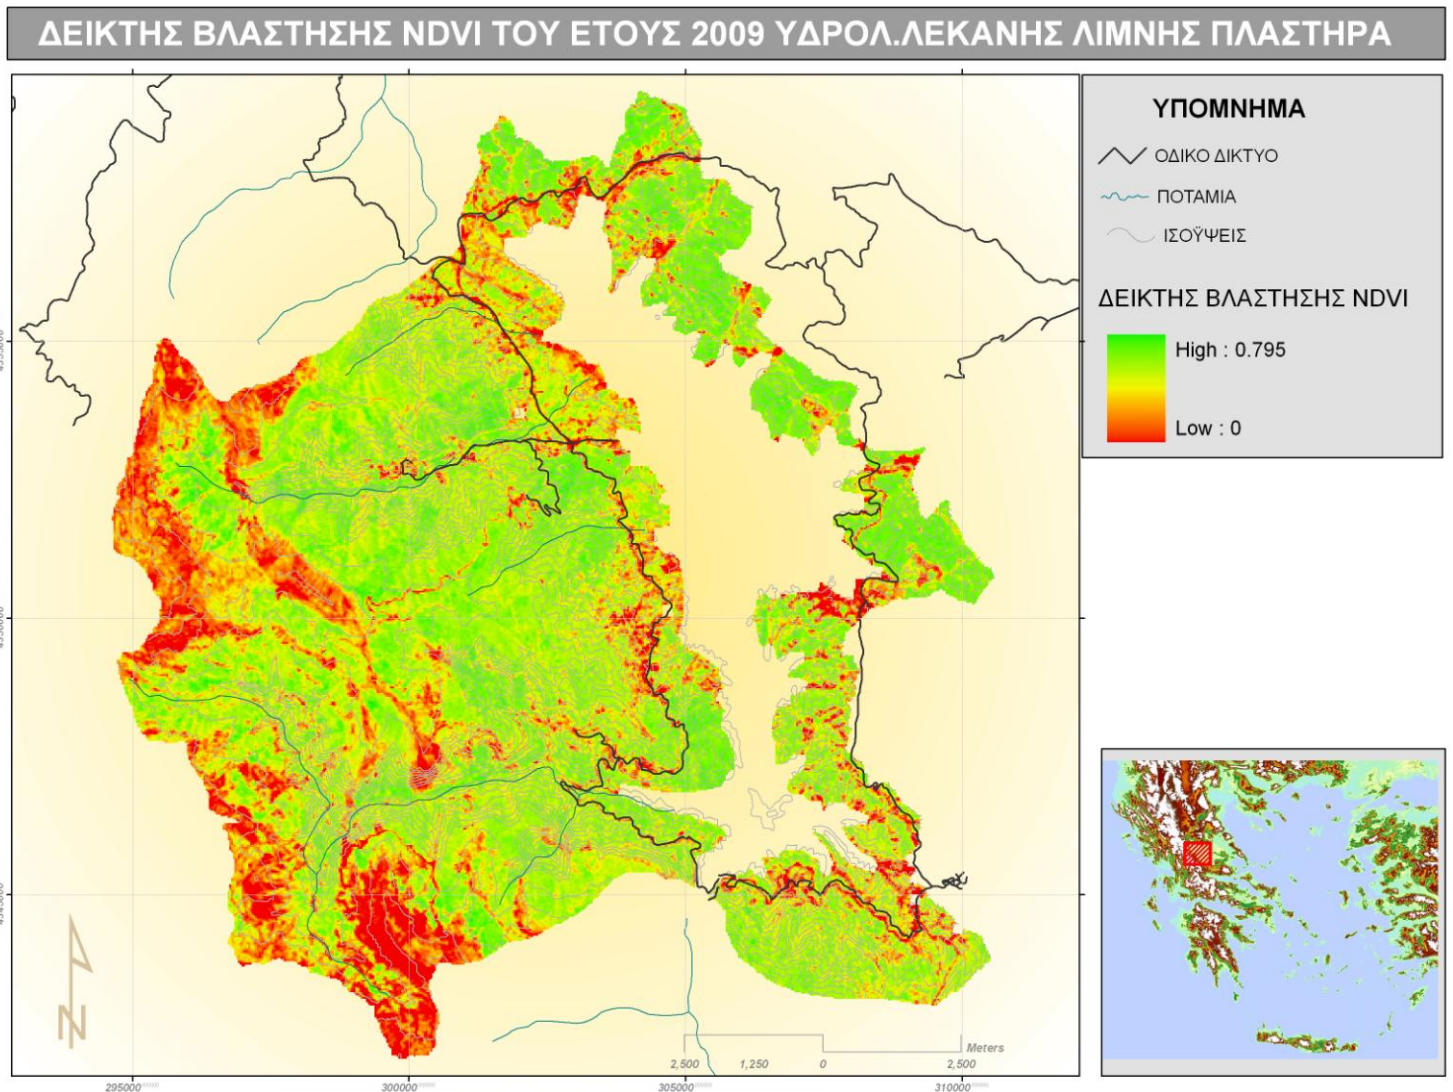 ΔΕΙΚΤΗΣ ΒΛΑΣΤΗΣΗΣ NDVI ΤΟΥ ΕΤΟΥΣ 2009 ΥΔΡΟΛ.ΛΕΚΑΝΗΣ ΛΙΜΝΗΣ ΠΛΑΣΤΗΡΑ
ΥΠΟΜΝΗΜΑ
ΟΔΙΚΟ ΔΙΚΤΥΟ
ΠΟΤΑΜΙΑ
ΙΣΟΫΨΕΙΣ
ΔΕΙΚΤΗΣ ΒΛΑΣΤΗΣΗΣ NDVI
High : 0.795
Low : 0
N
Meters
2,500 1,250 0 2,500
295000 300000 305000 310000